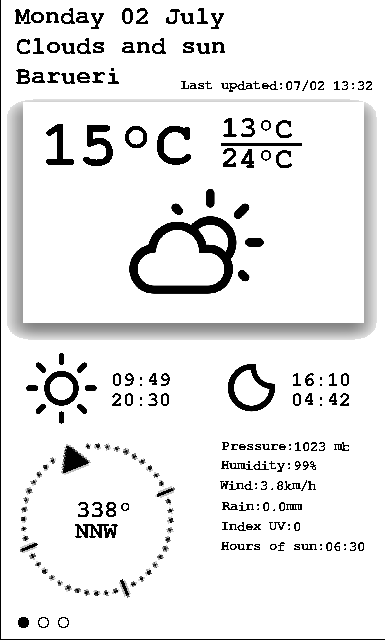 Monday 02 July
Clouds and sun
Barueri
Last updated:07/02 13:32
15°C
13°C
24°C
09:49
20:30
16:10
04:42
338°
NNW
Pressure:1023 mb
Humidity:99%
Wind:3.8km/h
Rain:0.0mm
Index UV:0
Hours of sun:06:30